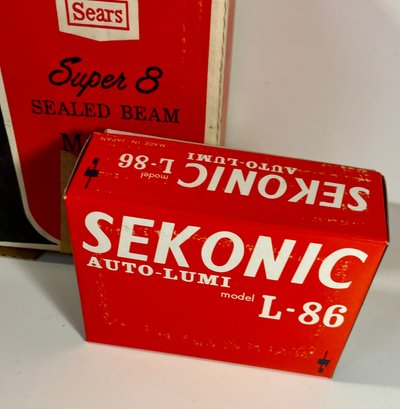 Sears
Super 8
SEALED BEAM
MADE IN JAPAN
SEKONIC
AUTO-LUMI
model L-86
SEKONIC
AUTO-LUMI
model L-86